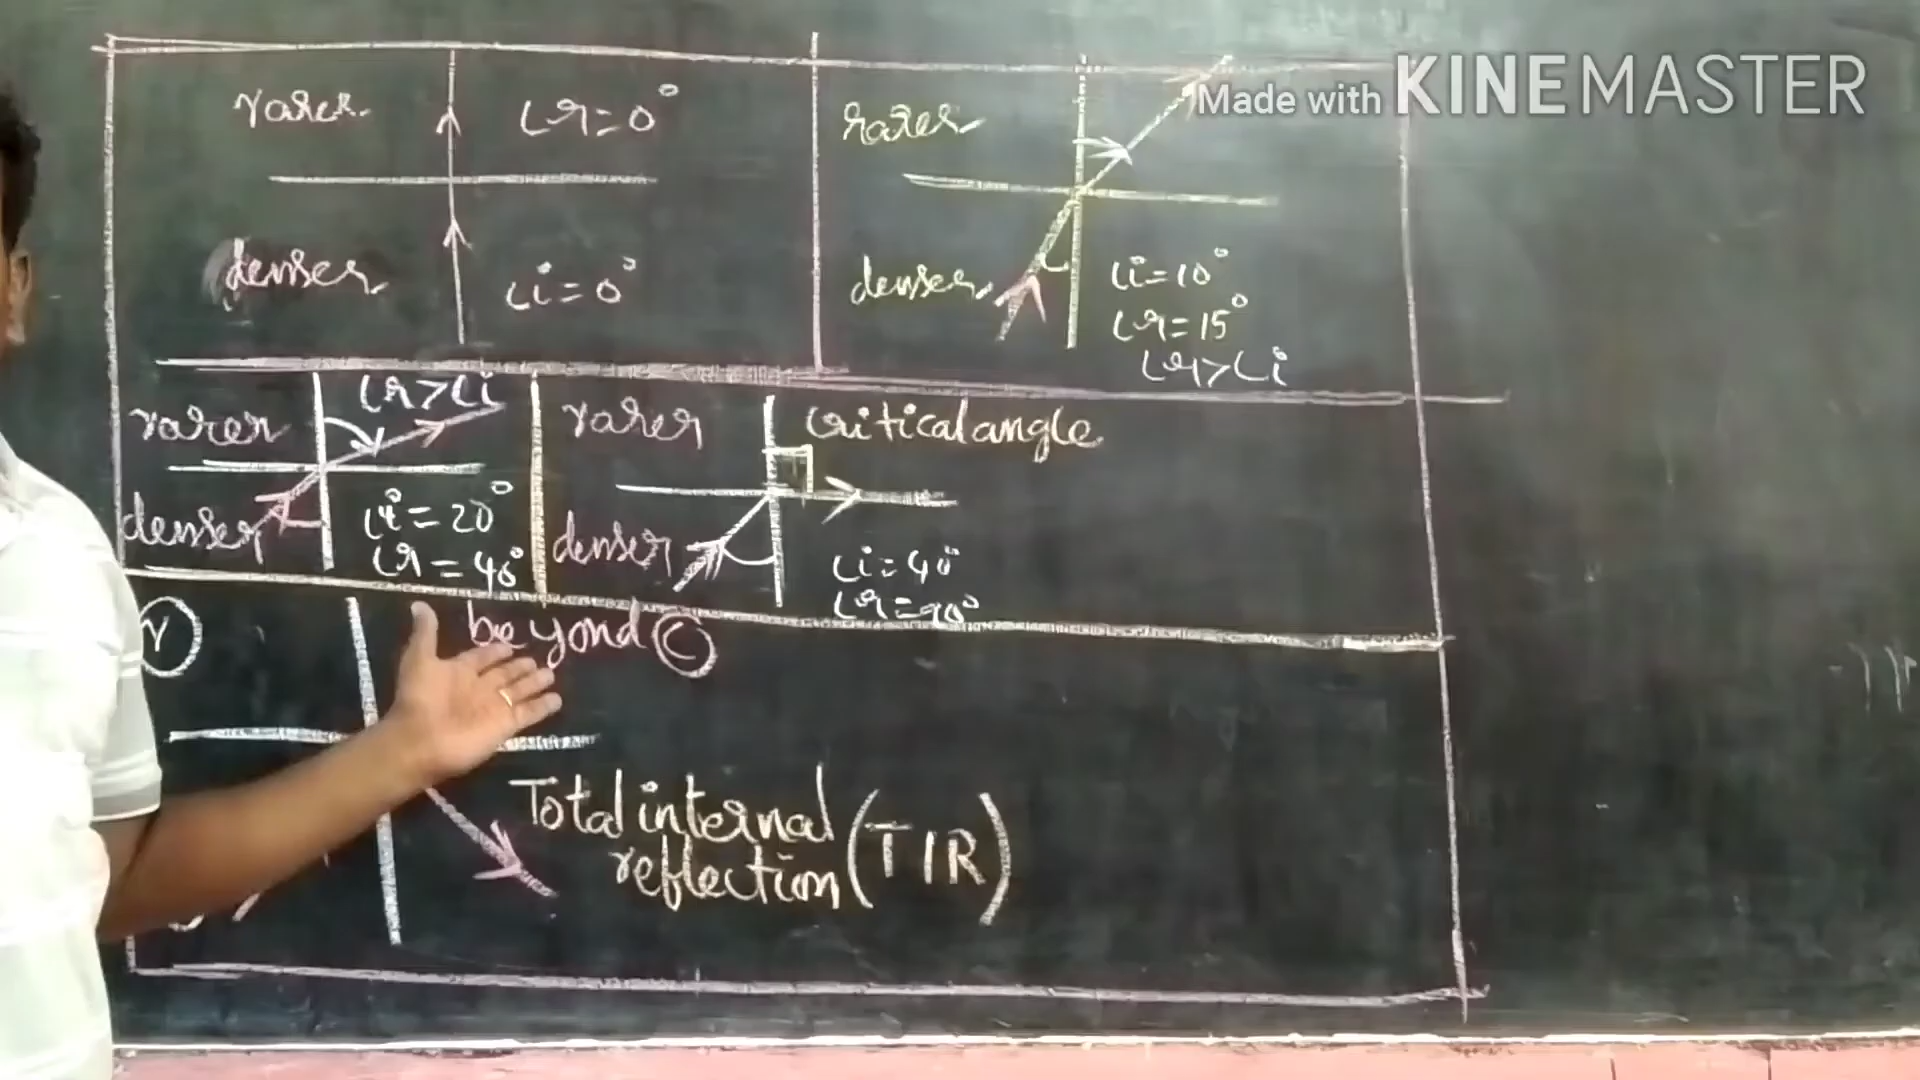 rarer
∠r=0°
denser
∠i=0°
rarer
denser
∠i=10°
∠r=15°
∠r>∠i
rarer
∠r>∠i
denser
∠i=20°
∠r=40°
rarer
critical angle
denser
∠i=40°
∠r=90°
r
beyond C
Total internal
reflection (TIR)
Made with KINEMASTER